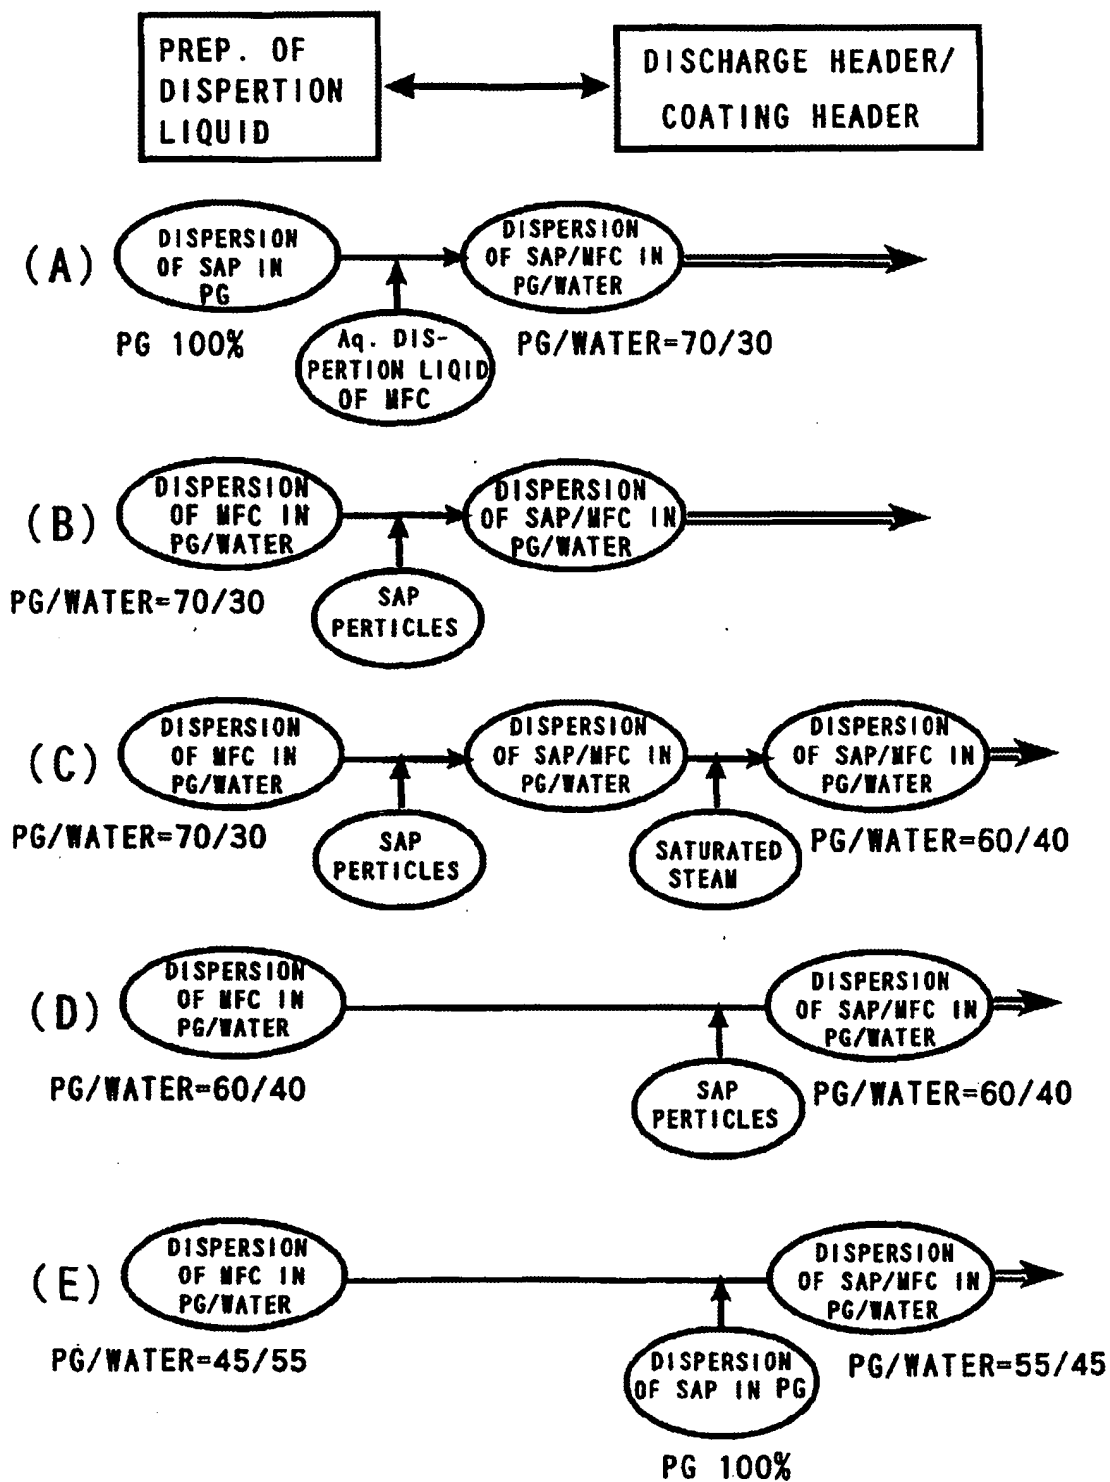 PREP. OF
DISPERTION
LIQUID
DISCHARGE HEADER/
COATING HEADER
(A)
DISPERSION
OF SAP IN
PG
PG 100%
Aq. DIS-
PERTION LIQID
OF MFC
DISPERSION
OF SAP/MFC IN
PG/WATER
PG/WATER=70/30
(B)
DISPERSION
OF MFC IN
PG/WATER
PG/WATER=70/30
SAP
PERTICLES
DISPERSION
OF SAP/MFC IN
PG/WATER
(C)
DISPERSION
OF MFC IN
PG/WATER
PG/WATER=70/30
SAP
PERTICLES
DISPERSION
OF SAP/MFC IN
PG/WATER
SATURATED
STEAM
DISPERSION
OF SAP/MFC IN
PG/WATER
PG/WATER=60/40
(D)
DISPERSION
OF MFC IN
PG/WATER
PG/WATER=60/40
SAP
PERTICLES
DISPERSION
OF SAP/MFC IN
PG/WATER
PG/WATER=60/40
(E)
DISPERSION
OF MFC IN
PG/WATER
PG/WATER=45/55
DISPERSION
OF SAP IN PG
PG 100%
DISPERSION
OF SAP/MFC IN
PG/WATER
PG/WATER=55/45